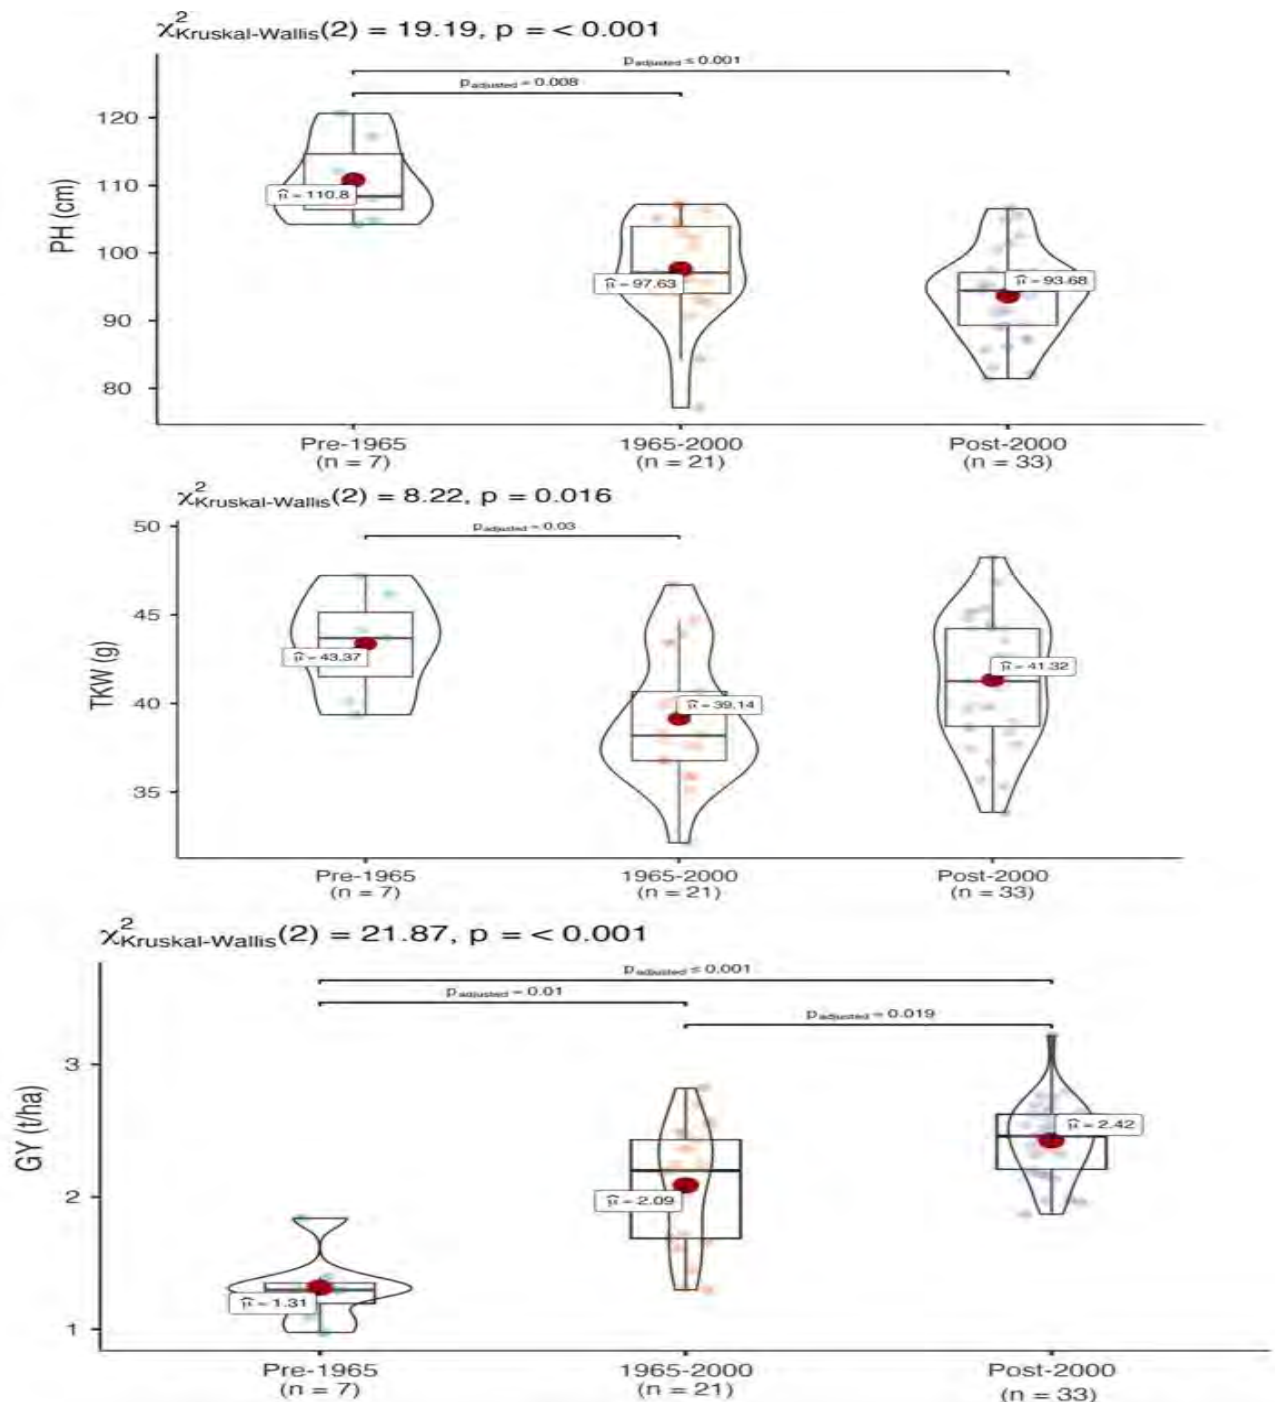 χ²Kruskal-Wallis(2) = 19.19, p = < 0.001
Padjusted ≤ 0.001
Padjusted = 0.008
120
110
100
90
80
PH (cm)
μ̂ = 110.8
μ̂ = 97.63
μ̂ = 93.68
Pre-1965 1965-2000 Post-2000
(n = 7) (n = 21) (n = 33)
χ²Kruskal-Wallis(2) = 8.22, p = 0.016
Padjusted = 0.03
50
45
40
35
TKW (g)
μ̂ = 43.37
μ̂ = 39.14
μ̂ = 41.32
Pre-1965 1965-2000 Post-2000
(n = 7) (n = 21) (n = 33)
χ²Kruskal-Wallis(2) = 21.87, p = < 0.001
Padjusted ≤ 0.001
Padjusted = 0.01
Padjusted = 0.019
3
2
1
GY (t/ha)
μ̂ = 1.31
μ̂ = 2.09
μ̂ = 2.42
Pre-1965 1965-2000 Post-2000
(n = 7) (n = 21) (n = 33)